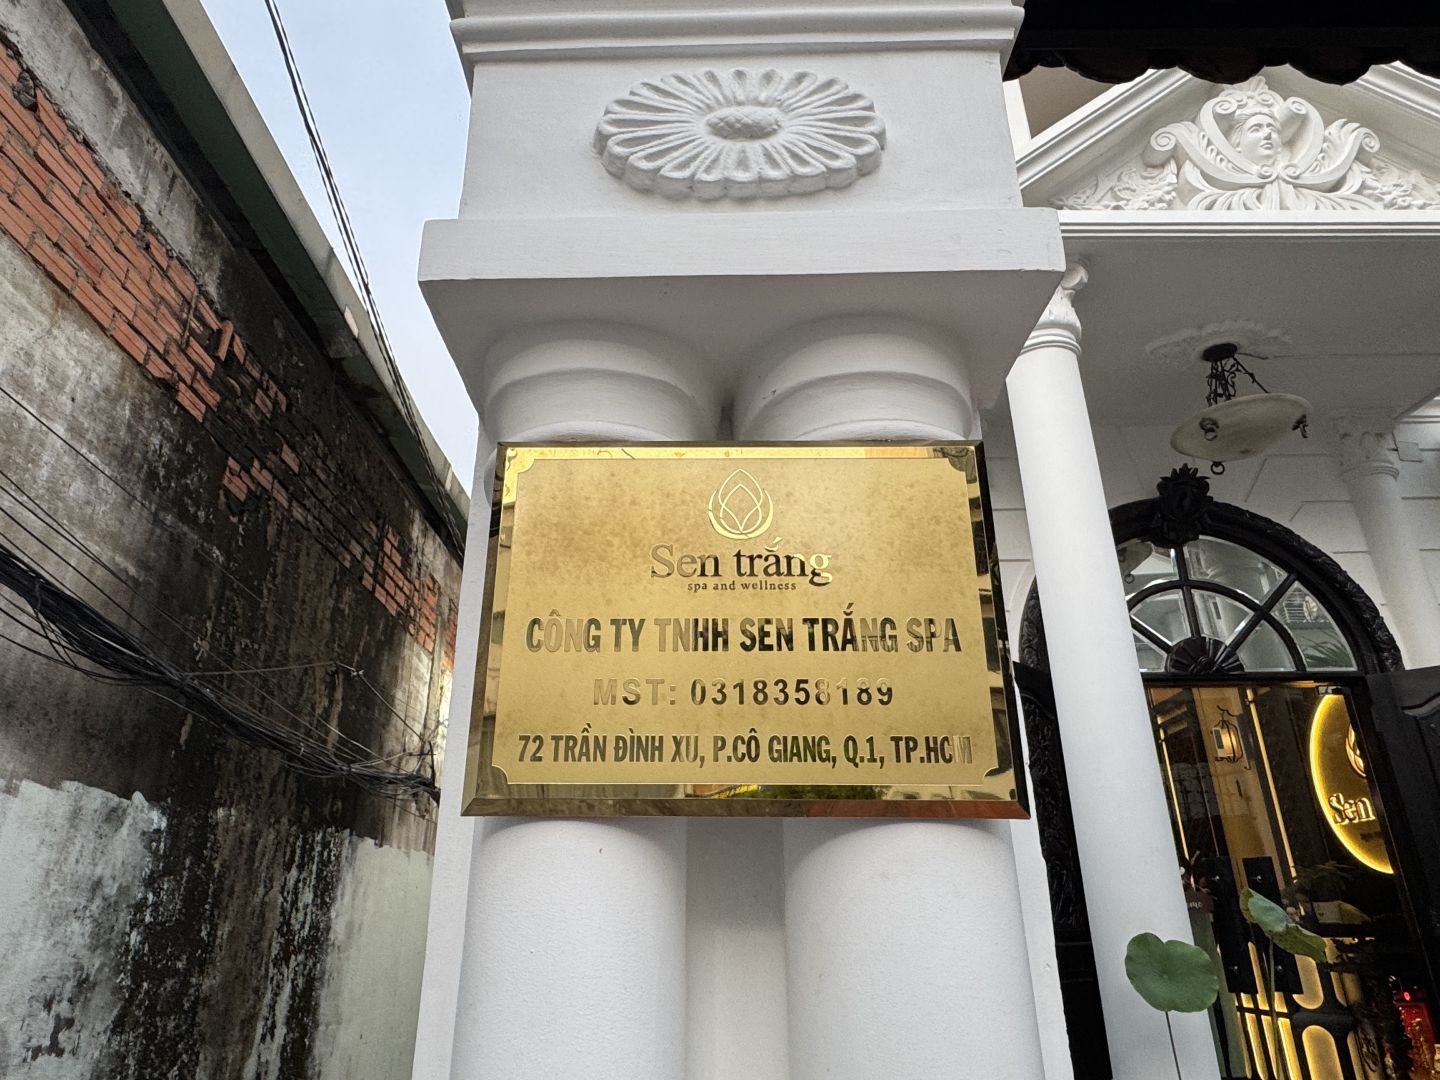 Sen trắng
spa and wellness
CÔNG TY TNHH SEN TRẮNG SPA
MST: 0318358189
72 TRẦN ĐÌNH XU, P.CÔ GIANG, Q.1, TP.HCM
Sen